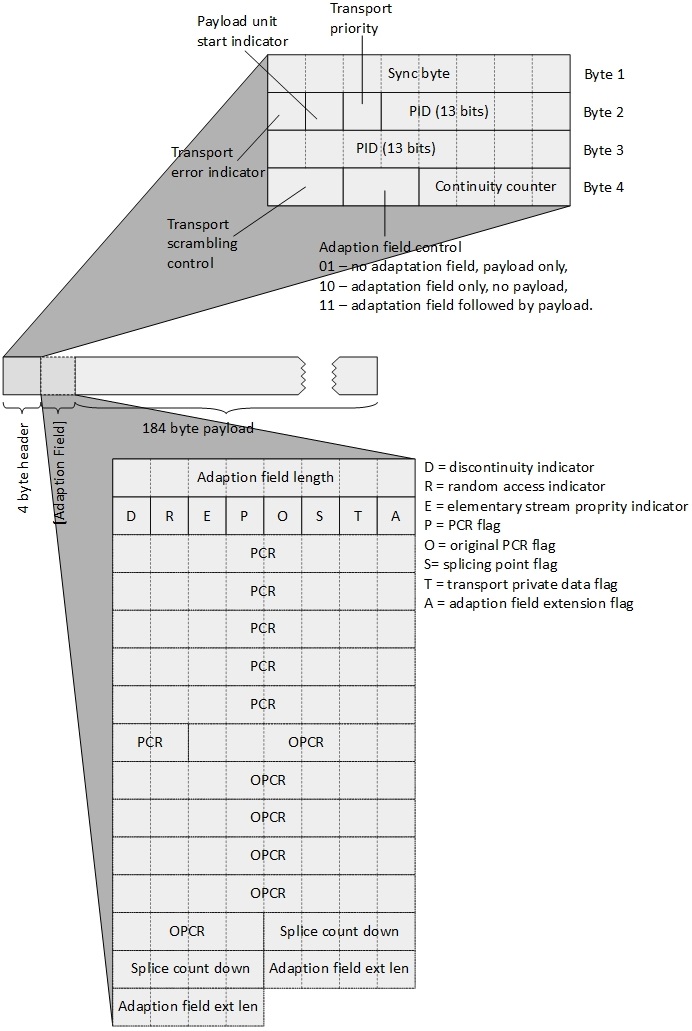 Transport
priority
Payload unit
start indicator
Sync byte
Byte 1
PID (13 bits)
Byte 2
Transport
error indicator
PID (13 bits)
Byte 3
Continuity counter
Byte 4
Transport
scrambling
control
Adaption field control
01 – no adaptation field, payload only,
10 – adaptation field only, no payload,
11 – adaptation field followed by payload.
4 byte header
[Adaption Field]
184 byte payload
Adaption field length
D R E P O S T A
PCR
PCR
PCR
PCR
PCR
PCR OPCR
OPCR
OPCR
OPCR
OPCR
OPCR Splice count down
Splice count down Adaption field ext len
Adaption field ext len
D = discontinuity indicator
R = random access indicator
E = elementary stream proprity indicator
P = PCR flag
O = original PCR flag
S= splicing point flag
T = transport private data flag
A = adaption field extension flag